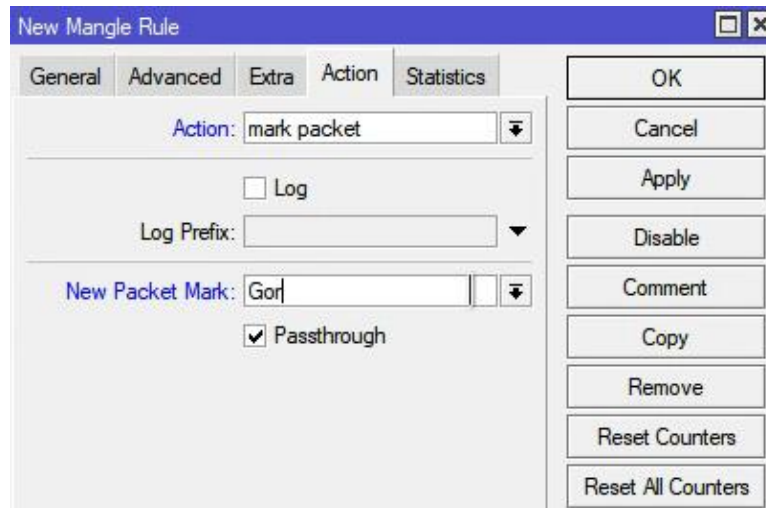 New Mangle Rule
General Advanced Extra Action Statistics
Action: mark packet
Log
Log Prefix:
New Packet Mark: Gor
Passthrough
OK
Cancel
Apply
Disable
Comment
Copy
Remove
Reset Counters
Reset All Counters